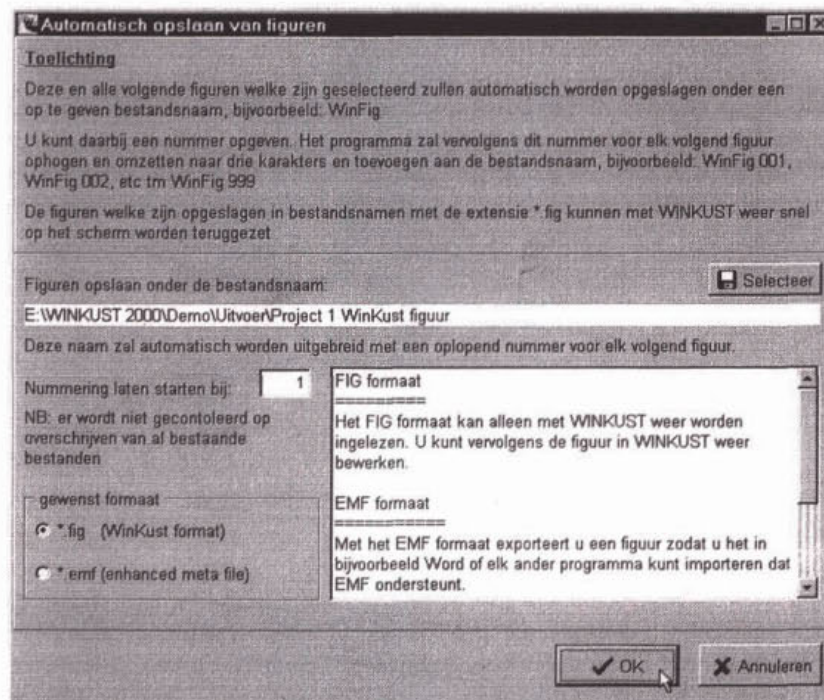 Automatisch opslaan van figuren
Toelichting
Deze en alle volgende figuren welke zijn geselecteerd zullen automatisch worden opgeslagen onder een
op te geven bestandsnaam, bijvoorbeeld: WinFig
U kunt daarbij een nummer opgeven. Het programma zal vervolgens dit nummer voor elk volgend figuur
ophogen en omzetten naar drie karakters en toevoegen aan de bestandsnaam, bijvoorbeeld: WinFig 001,
WinFig 002, etc tm WinFig 999
De figuren welke zijn opgeslagen in bestandsnamen met de extensie *.fig kunnen met WINKUST weer snel
op het scherm worden teruggezet
Figuren opslaan onder de bestandsnaam:
Selecteer
E:\WINKUST 2000\Demo\Uitvoer\Project 1 WinKust figuur
Deze naam zal automatisch worden uitgebreid met een oplopend nummer voor elk volgend figuur.
Nummering laten starten bij: 1
NB: er wordt niet gecontoleerd op
overschrijven van al bestaande
bestanden
gewenst formaat
*.fig (WinKust format)
*.emf (enhanced meta file)
FIG formaat
=========
Het FIG formaat kan alleen met WINKUST weer worden
ingelezen. U kunt vervolgens de figuur in WINKUST weer
bewerken.
EMF formaat
===========
Met het EMF formaat exporteert u een figuur zodat u het in
bijvoorbeeld Word of elk ander programma kunt importeren dat
EMF ondersteunt.
OK
Annuleren